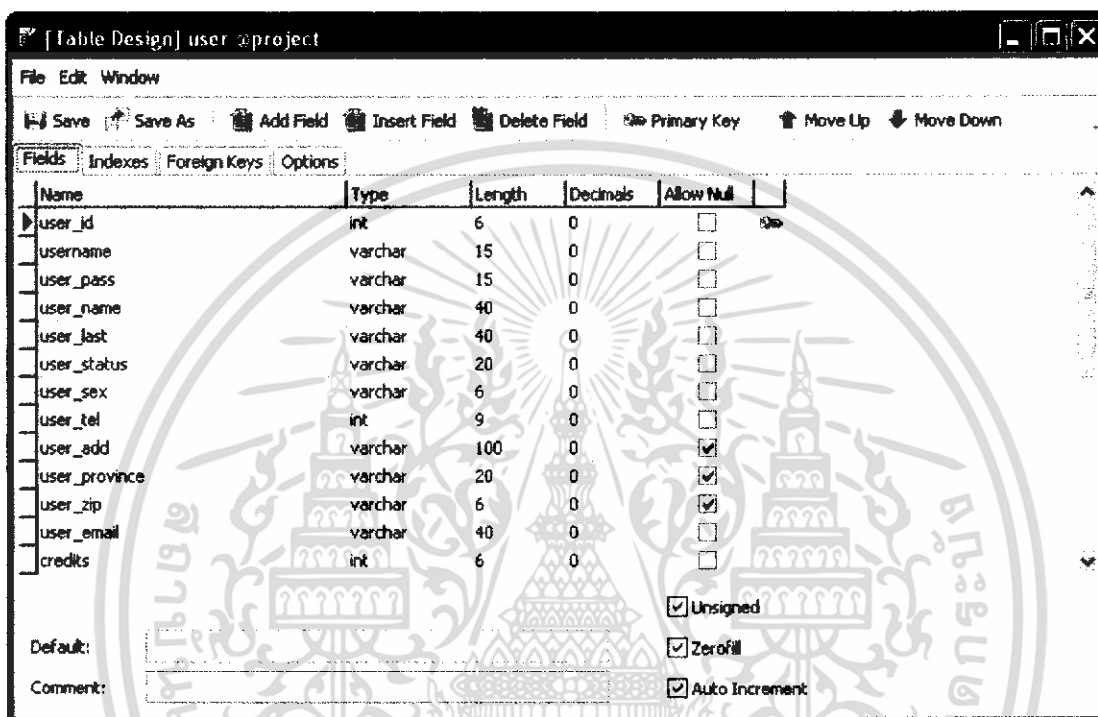 [Table Design] user @project
File Edit Window
Save Save As Add Field Insert Field Delete Field Primary Key Move Up Move Down
Fields Indexes Foreign Keys Options
Name Type Length Decimals Allow Null
user_id int 6 0
username varchar 15 0
user_pass varchar 15 0
user_name varchar 40 0
user_last varchar 40 0
user_status varchar 20 0
user_sex varchar 6 0
user_tel int 9 0
user_add varchar 100 0
user_province varchar 20 0
user_zip varchar 6 0
user_email varchar 40 0
credits int 6 0
Unsigned
Default: Zerofill
Comment: Auto Increment